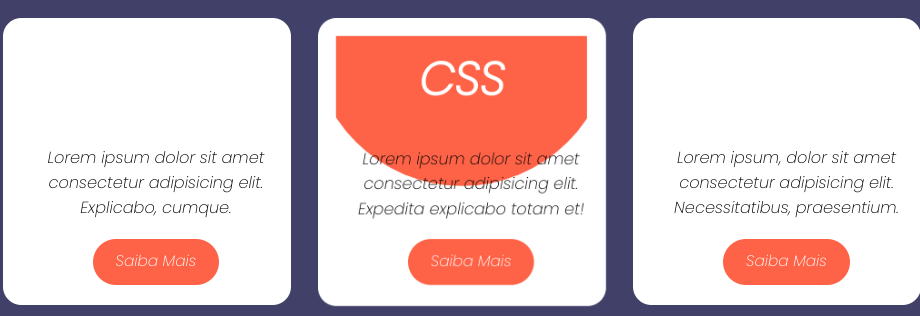 Lorem ipsum dolor sit amet
consectetur adipisicing elit.
Explicabo, cumque.
Saiba Mais
CSS
Lorem ipsum dolor sit amet
consectetur adipisicing elit.
Expedita explicabo totam et!
Saiba Mais
Lorem ipsum, dolor sit amet
consectetur adipisicing elit.
Necessitatibus, praesentium.
Saiba Mais